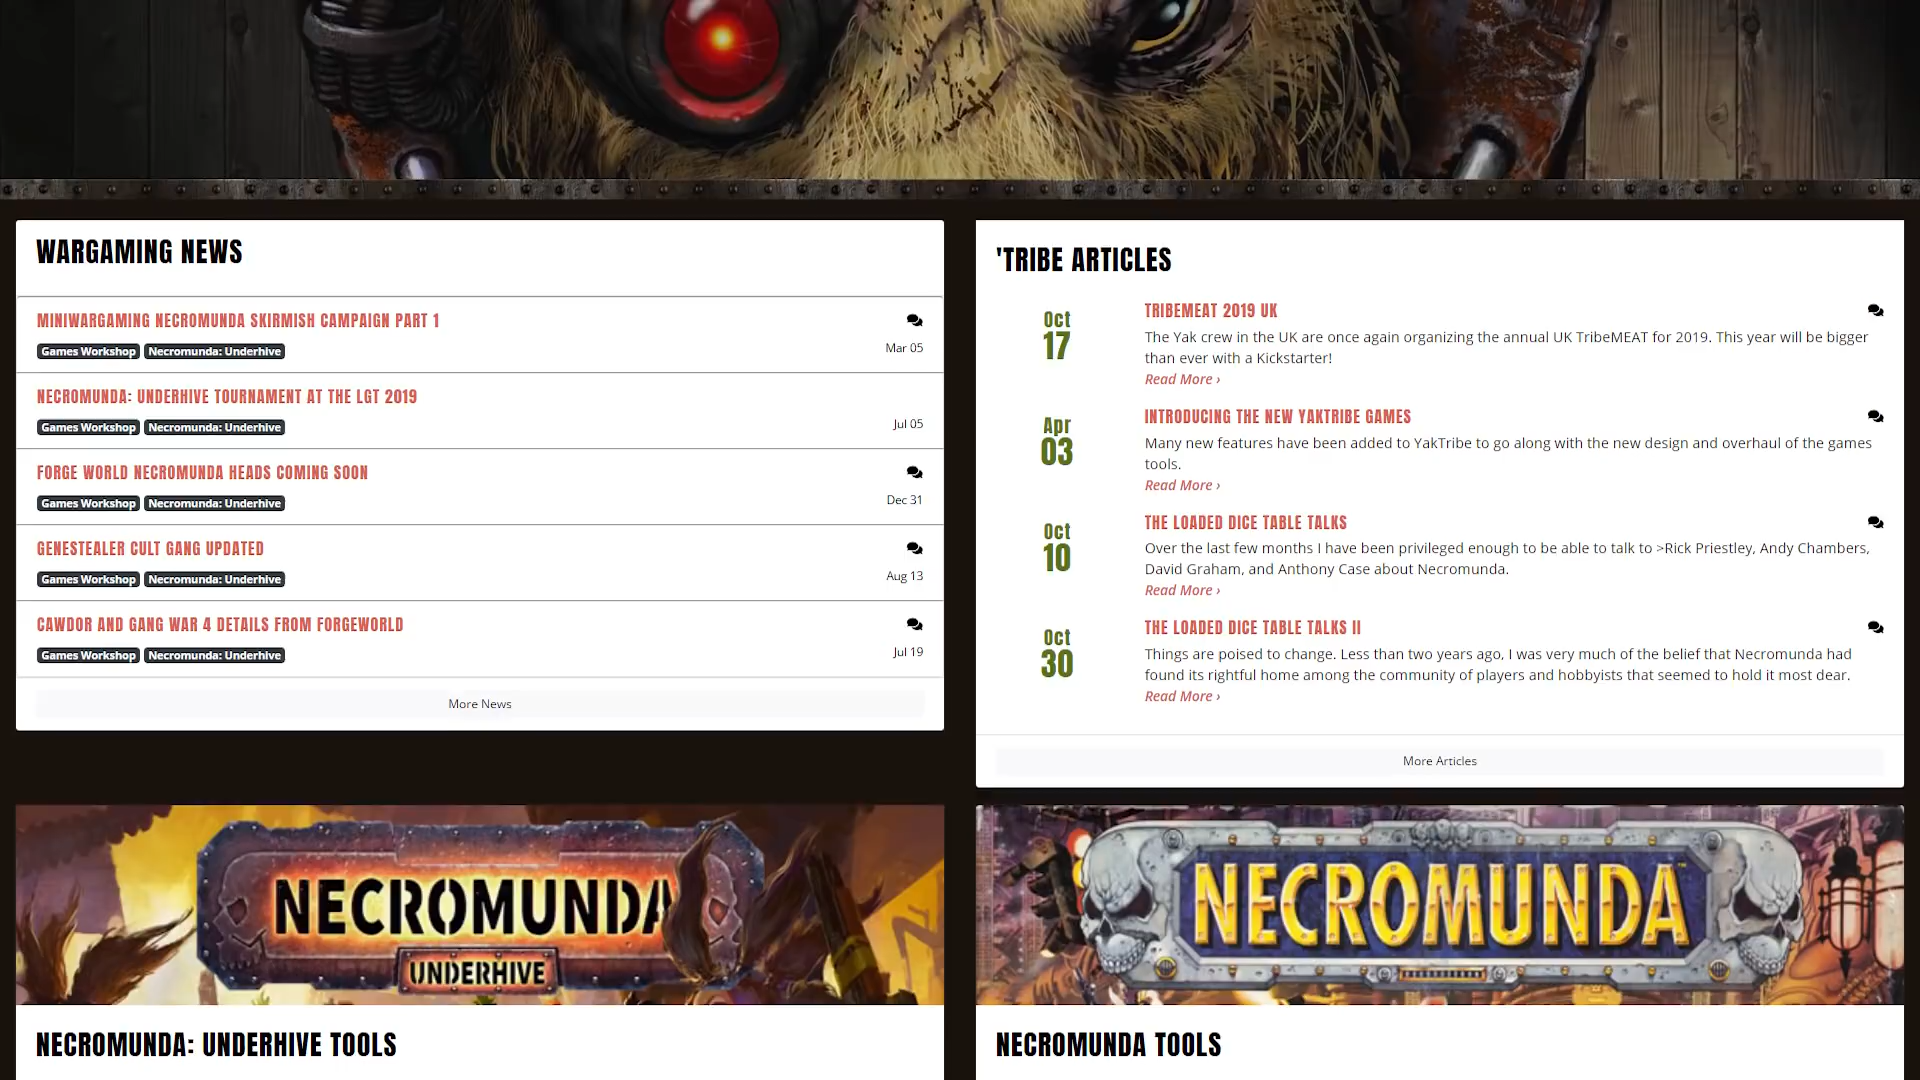 WARGAMING NEWS
MINIWARGAMING NECROMUNDA SKIRMISH CAMPAIGN PART 1
Games Workshop Necromunda: Underhive
Mar 05
NECROMUNDA: UNDERHIVE TOURNAMENT AT THE LGT 2019
Games Workshop Necromunda: Underhive
Jul 05
FORGE WORLD NECROMUNDA HEADS COMING SOON
Games Workshop Necromunda: Underhive
Dec 31
GENESTEALER CULT GANG UPDATED
Games Workshop Necromunda: Underhive
Aug 13
CAWDOR AND GANG WAR 4 DETAILS FROM FORGEWORLD
Games Workshop Necromunda: Underhive
Jul 19
More News
'TRIBE ARTICLES
Oct
17
TRIBEMEAT 2019 UK
The Yak crew in the UK are once again organizing the annual UK TribeMEAT for 2019. This year will be bigger
than ever with a Kickstarter!
Read More ›
Apr
03
INTRODUCING THE NEW YAKTRIBE GAMES
Many new features have been added to YakTribe to go along with the new design and overhaul of the games
tools.
Read More ›
Oct
10
THE LOADED DICE TABLE TALKS
Over the last few months I have been privileged enough to be able to talk to >Rick Priestley, Andy Chambers,
David Graham, and Anthony Case about Necromunda.
Read More ›
Oct
30
THE LOADED DICE TABLE TALKS II
Things are poised to change. Less than two years ago, I was very much of the belief that Necromunda had
found its rightful home among the community of players and hobbyists that seemed to hold it most dear.
Read More ›
More Articles
NECROMUNDA
UNDERHIVE
NECROMUNDA: UNDERHIVE TOOLS
NECROMUNDA™
NECROMUNDA TOOLS